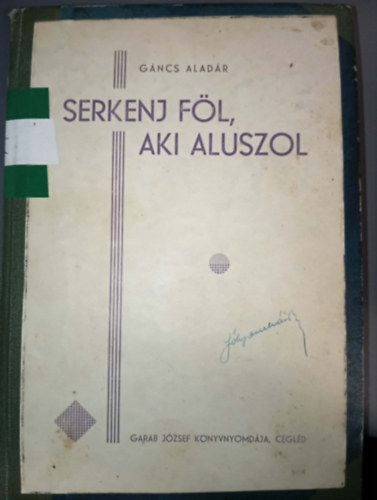 GÁNCS ALADÁR
SERKENJ FÖL,
AKI ALUSZOL
GARAB JÓZSEF KÖNYVNYOMDÁJA, CEGLÉD